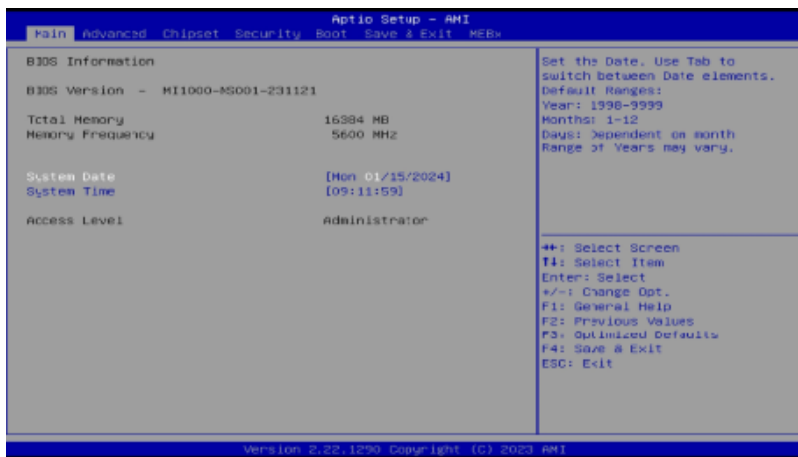 Aptio Setup - AMI
Main Advanced Chipset Security Boot Save & Exit MEBx
BIOS Information
BIOS Version - MI1000-NS001-231121
Total Memory 16384 MB
Memory Frequency 5600 MHz
System Date [Mon 01/15/2024]
System Time [09:11:59]
Access Level Administrator
Set the Date. Use Tab to
switch between Date elements.
Default Ranges:
Year: 1998-9999
Months: 1-12
Days: Dependent on month
Range of Years may vary.
→←: Select Screen
↑↓: Select Item
Enter: Select
+/-: Change Opt.
F1: General Help
F2: Previous Values
F3: Optimized Defaults
F4: Save & Exit
ESC: Exit
Version 2.22.1290 Copyright (C) 2023 AMI